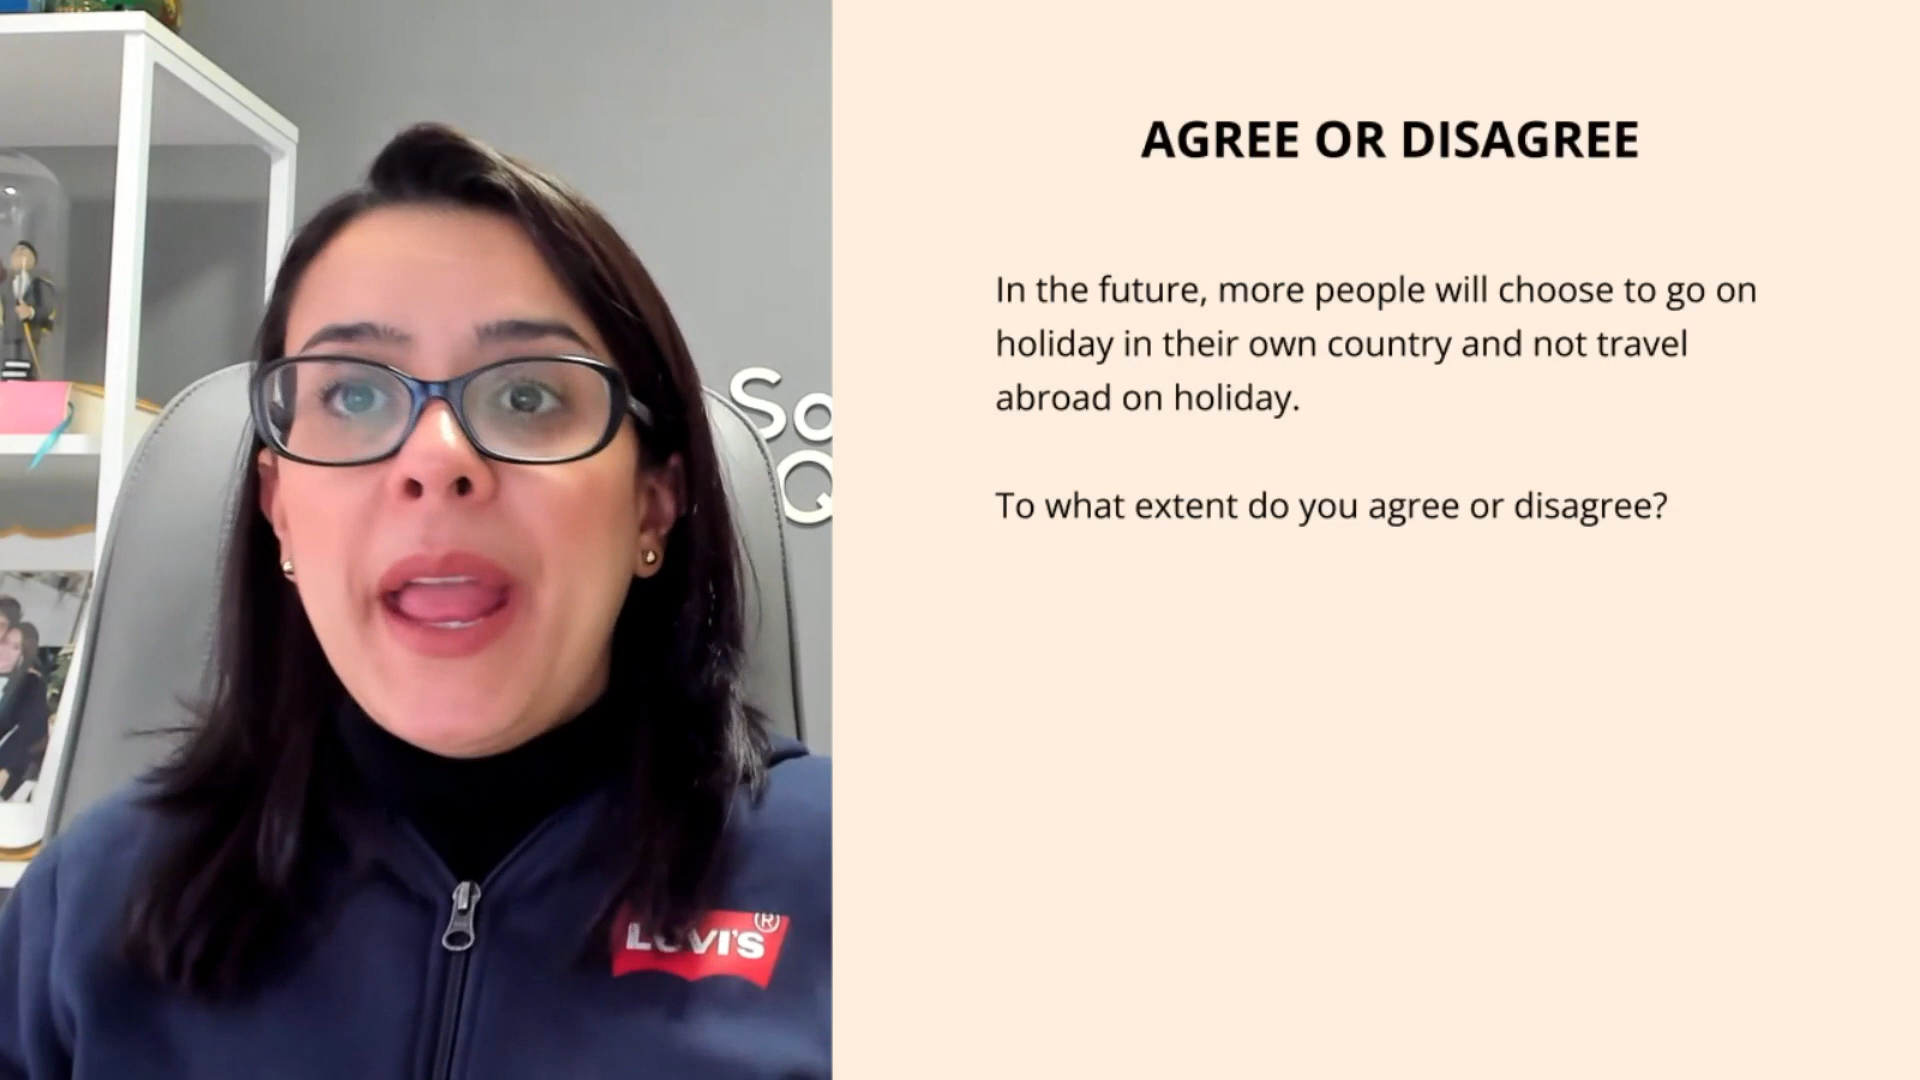 AGREE OR DISAGREE
In the future, more people will choose to go on
holiday in their own country and not travel
abroad on holiday.
To what extent do you agree or disagree?
So
Q
LEVI'S®